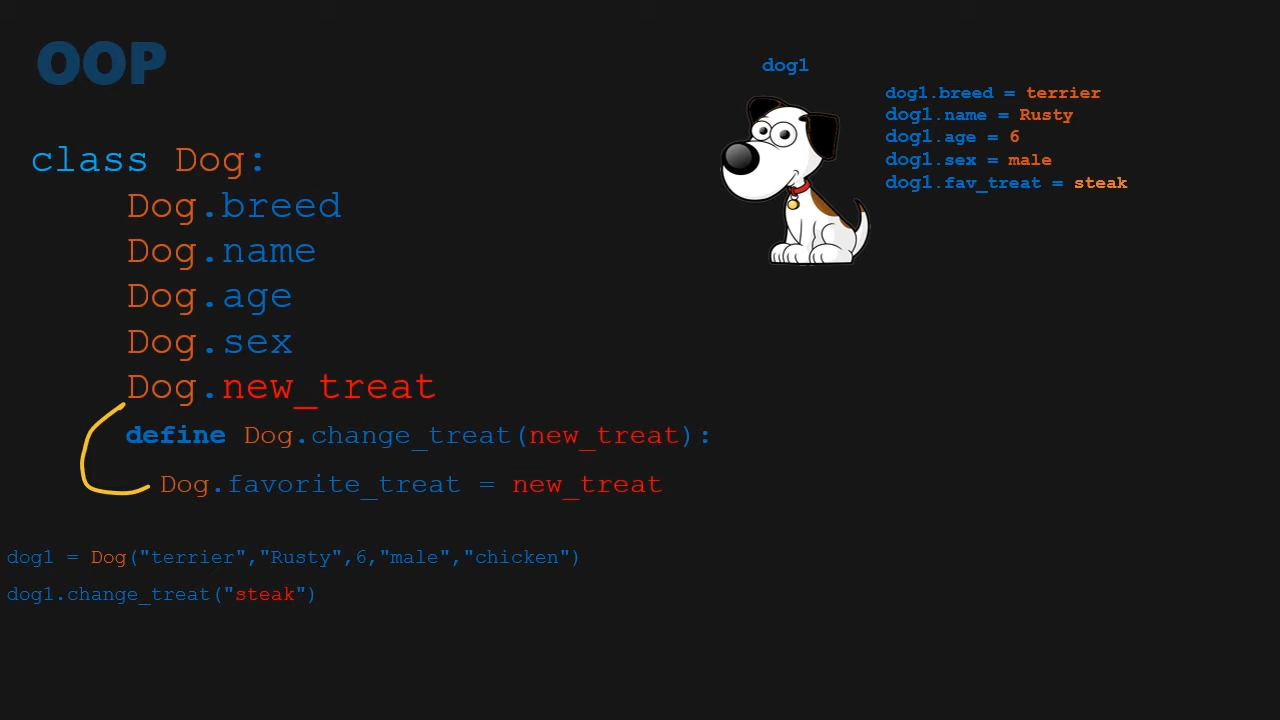 OOP
class Dog:
Dog.breed
Dog.name
Dog.age
Dog.sex
Dog.new_treat
define Dog.change_treat(new_treat):
Dog.favorite_treat = new_treat
dog1 = Dog("terrier","Rusty",6,"male","chicken")
dog1.change_treat("steak")
dog1
dog1.breed = terrier
dog1.name = Rusty
dog1.age = 6
dog1.sex = male
dog1.fav_treat = steak